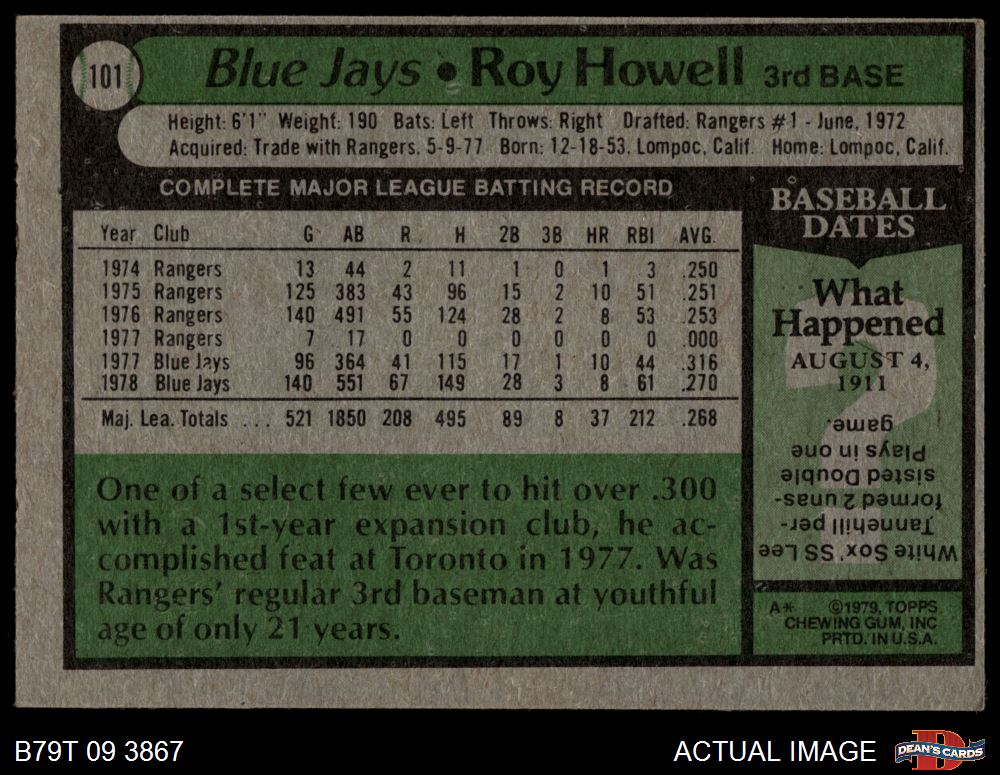 101
Blue Jays • Roy Howell 3rd BASE
Height: 6'1" Weight: 190 Bats: Left Throws: Right Drafted: Rangers #1 - June, 1972
Acquired: Trade with Rangers, 5-9-77 Born: 12-18-53, Lompoc, Calif. Home: Lompoc, Calif.
COMPLETE MAJOR LEAGUE BATTING RECORD
Year Club G AB R H 2B 3B HR RBI AVG.
1974 Rangers 13 44 2 11 1 0 1 3 .250
1975 Rangers 125 383 43 96 15 2 10 51 .251
1976 Rangers 140 491 55 124 28 2 8 53 .253
1977 Rangers 7 17 0 0 0 0 0 0 .000
1977 Blue Jays 96 364 41 115 17 1 10 44 .316
1978 Blue Jays 140 551 67 149 28 3 8 61 .270
Maj. Lea. Totals ... 521 1850 208 495 89 8 37 212 .268
One of a select few ever to hit over .300
with a 1st-year expansion club, he ac-
complished feat at Toronto in 1977. Was
Rangers' regular 3rd baseman at youthful
age of only 21 years.
BASEBALL
DATES
What
Happened
AUGUST 4,
1911
?
White Sox' SS Lee
Tannehill per-
formed 2 unas-
sisted Double
Plays in one
game.
A* ©1979, TOPPS
CHEWING GUM, INC
PRTD. IN U.S.A.
B79T 09 3867
ACTUAL IMAGE
D
DEAN'S CARDS